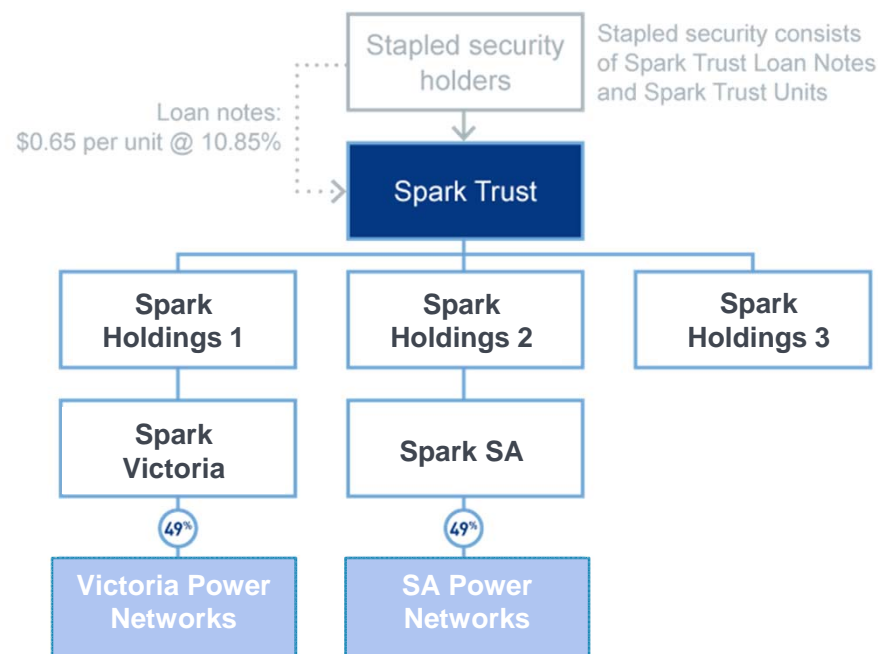 Stapled security
holders
Stapled security consists
of Spark Trust Loan Notes
and Spark Trust Units
Loan notes:
$0.65 per unit @ 10.85%
Spark Trust
Spark
Holdings 1
Spark
Holdings 2
Spark
Holdings 3
Spark
Victoria
Spark SA
49%
49%
Victoria Power
Networks
SA Power
Networks